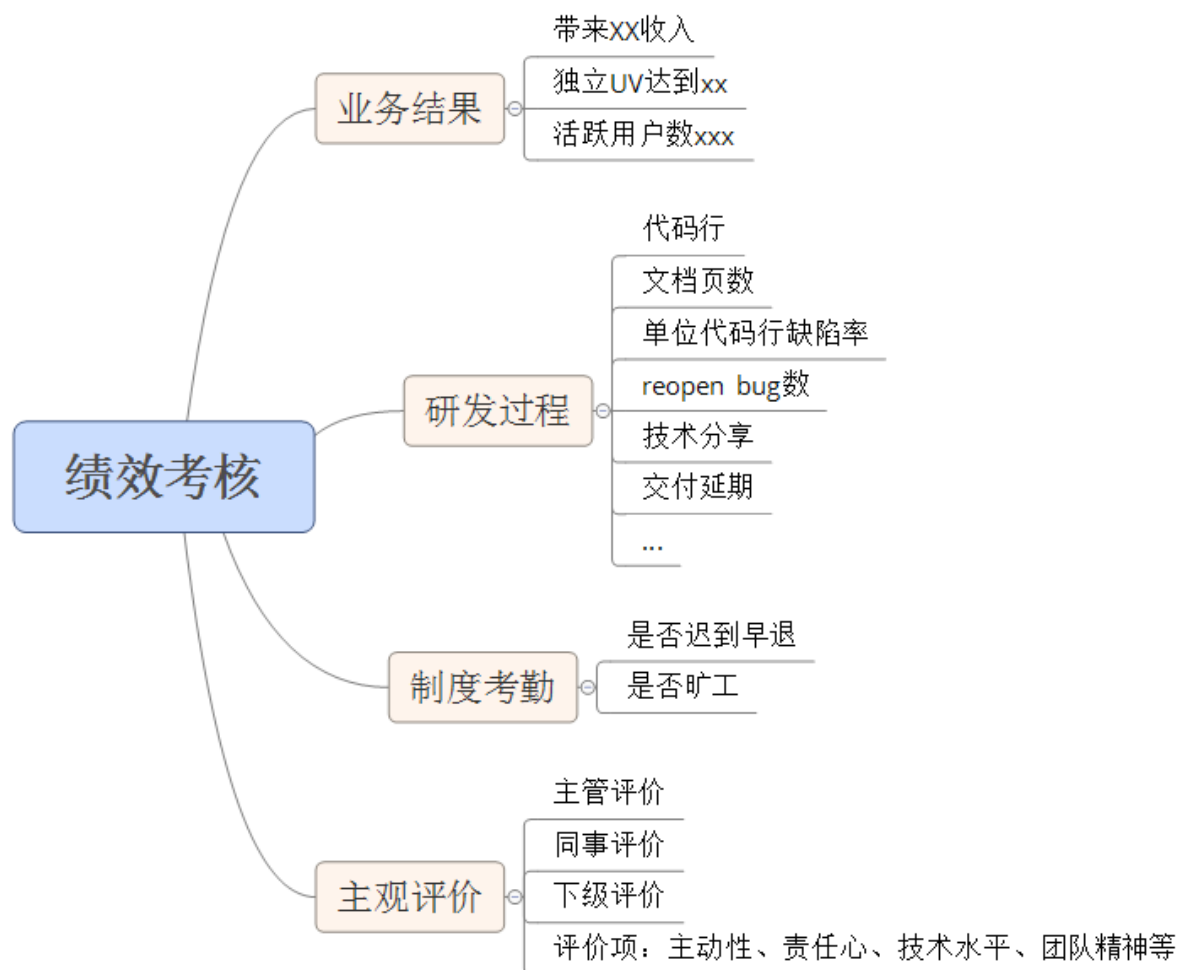 绩效考核
业务结果
带来XX收入
独立UV达到xx
活跃用户数xxx
研发过程
代码行
文档页数
单位代码行缺陷率
reopen bug数
技术分享
交付延期
...
制度考勤
是否迟到早退
是否旷工
主观评价
主管评价
同事评价
下级评价
评价项：主动性、责任心、技术水平、团队精神等